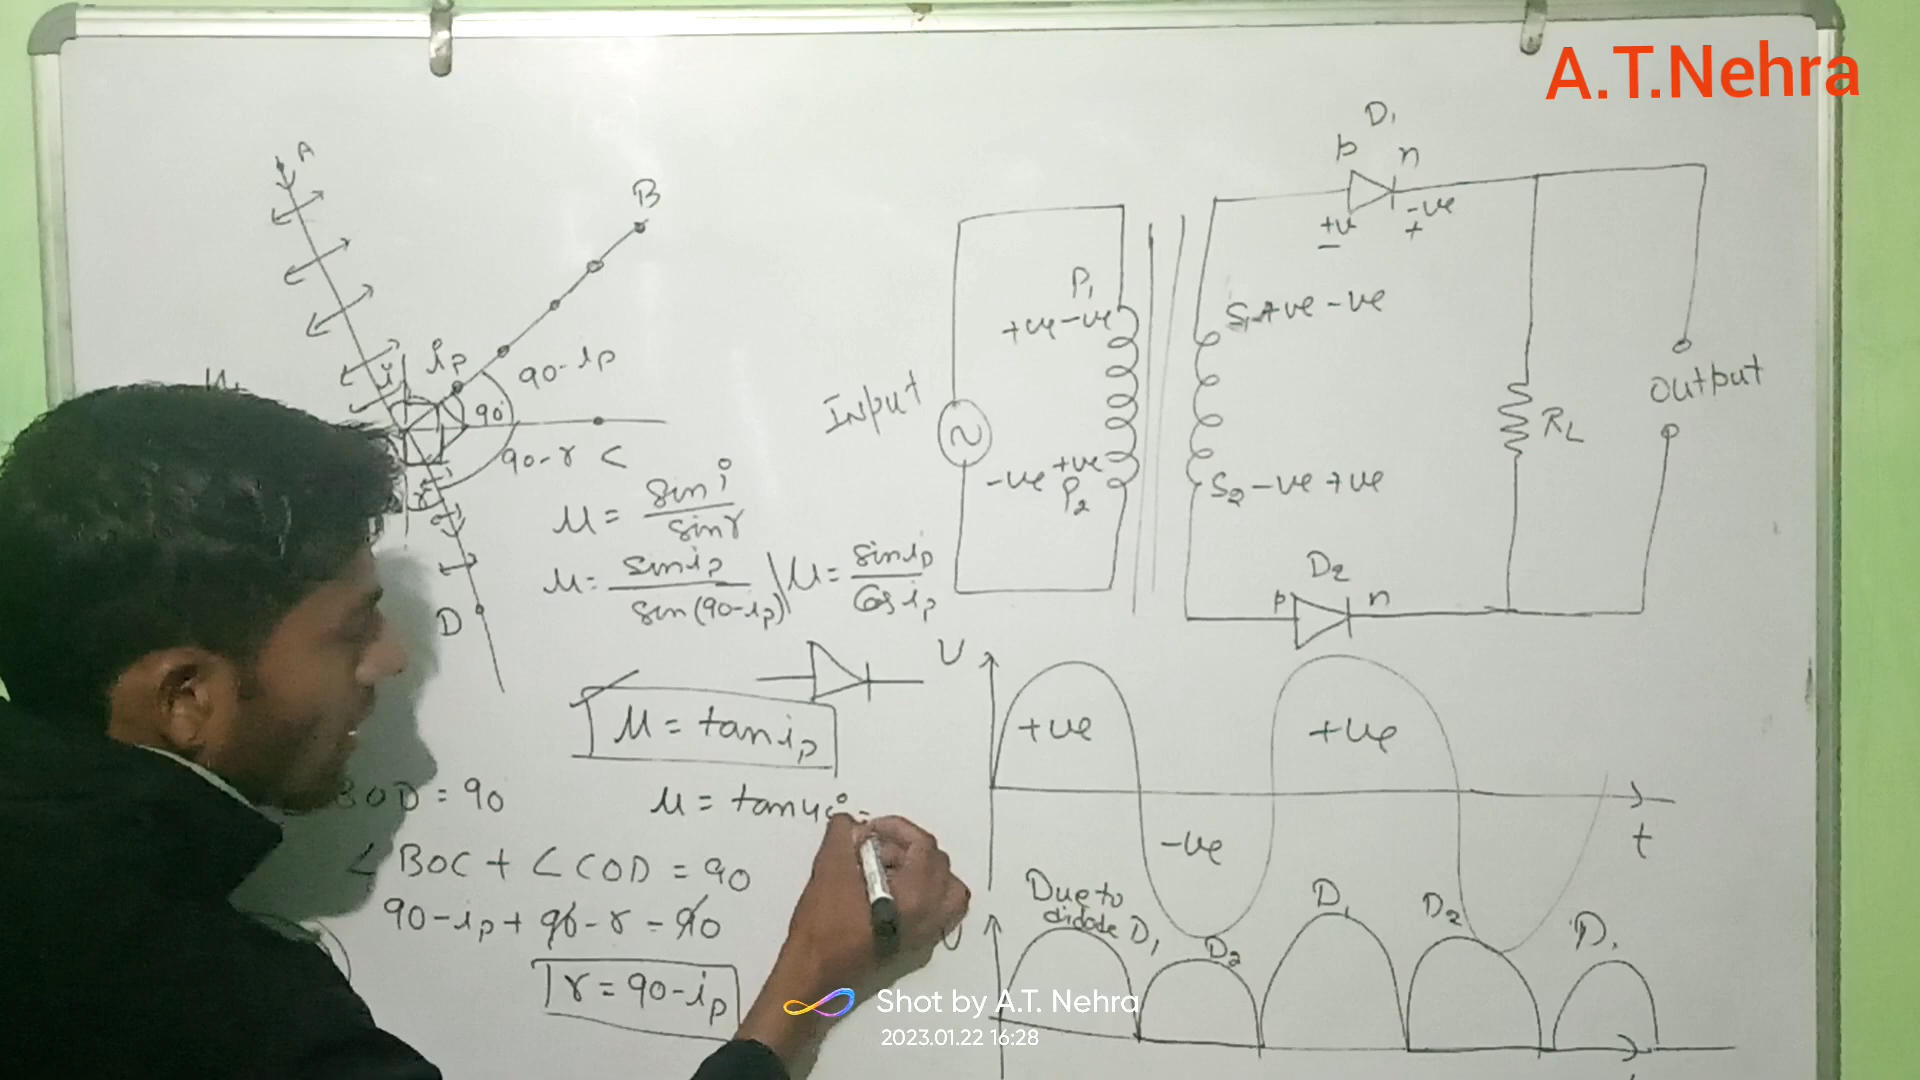 A.T.Nehra
A
B
i
ip
90-ip
90°
90-r C
r
D
μ = sin i / sin r
μ = sin ip / sin(90-ip)
μ = sin ip / Cos ip
μ = tan ip
BOD = 90
μ = tan
∠BOC + ∠COD = 90
90-ip + 90-r = 90
r = 90-ip
D1
p n
+v -ve
- +
P1
+ve -ve
S1 +ve -ve
Input
Output
RL
-ve +ve
P2
S2 -ve +ve
D2
p n
V
+ve
+ve
-ve
t
Due to
didode D1
D2
D1
D2
D1
V
Shot by A.T. Nehra
2023.01.22 16:28